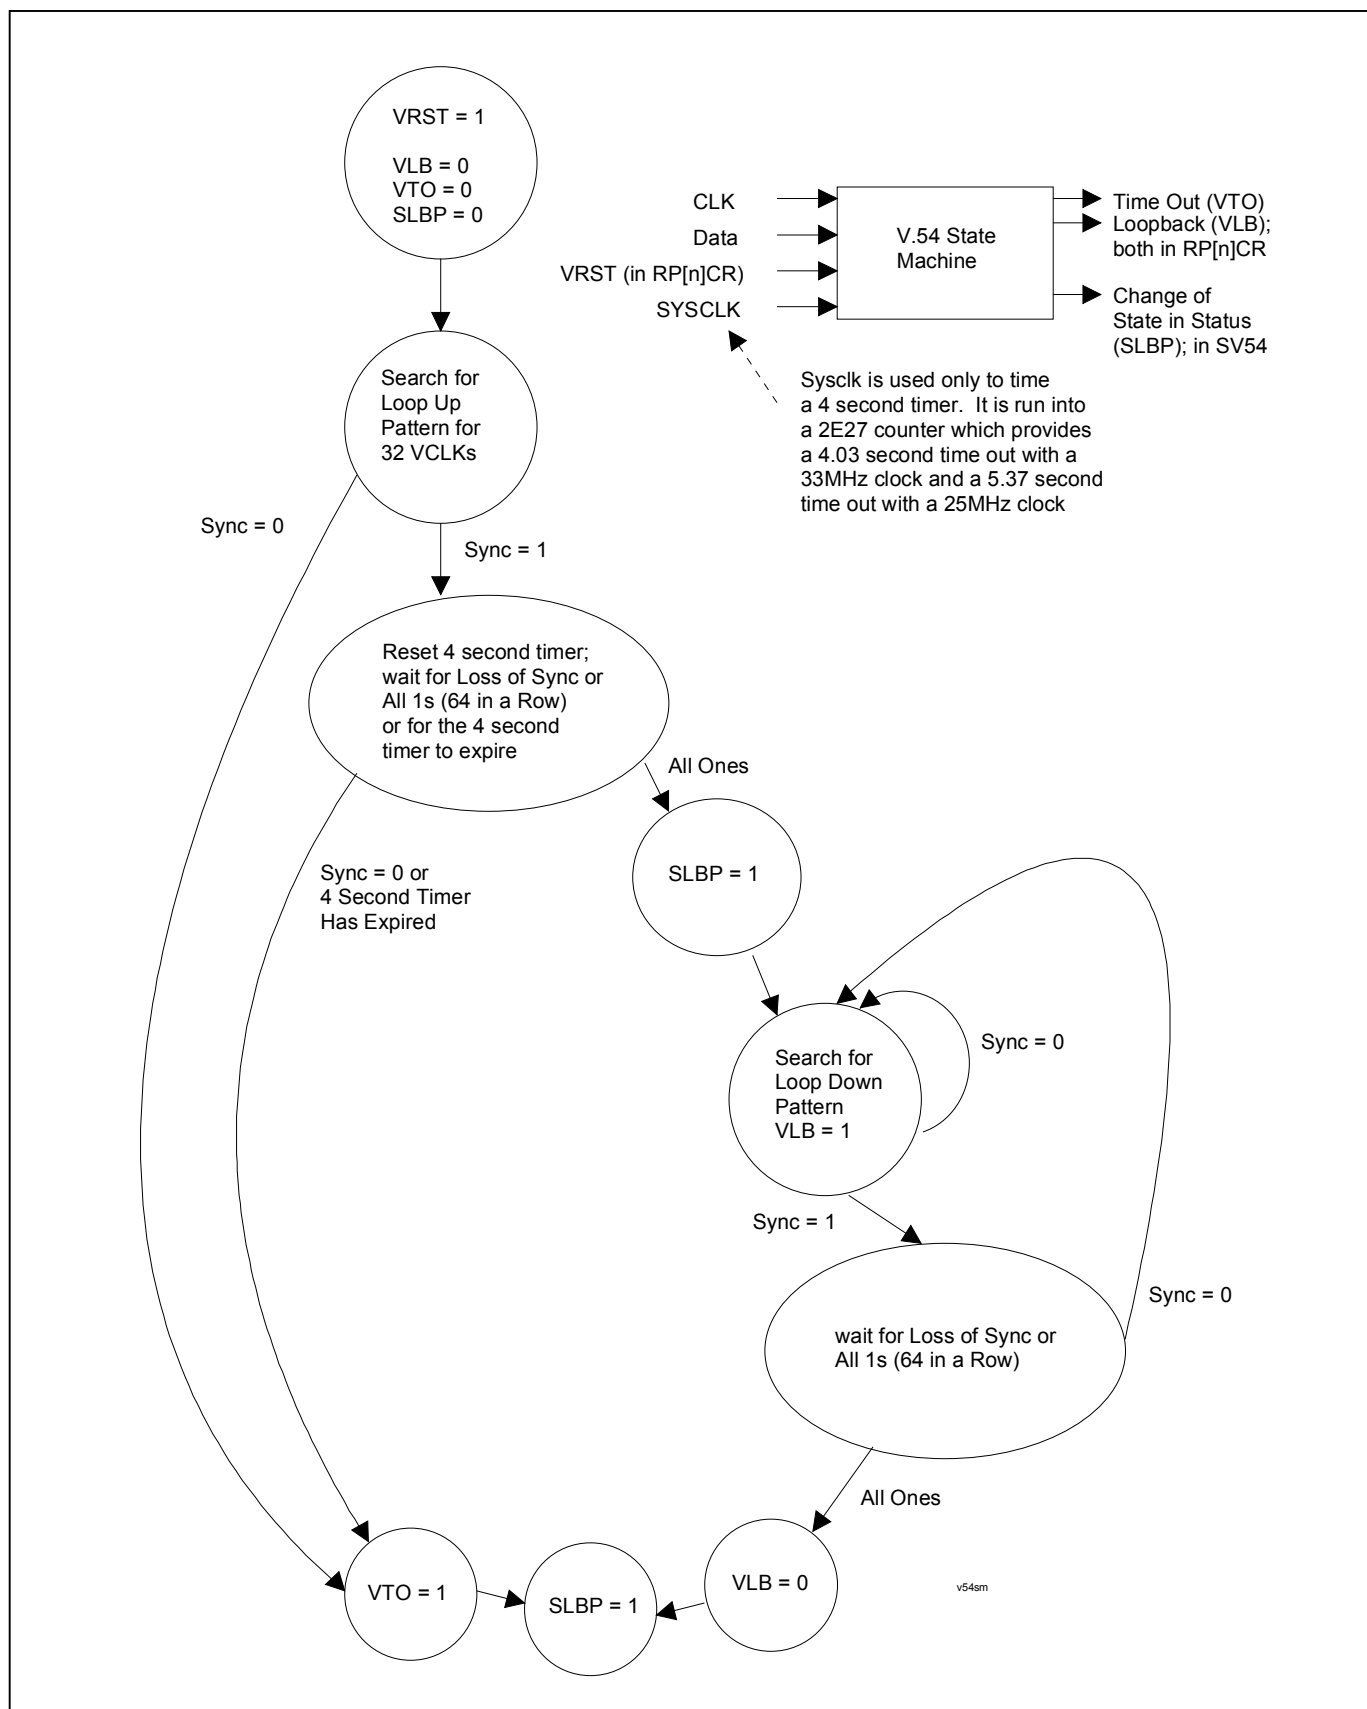 VRST = 1
VLB = 0
VTO = 0
SLBP = 0
CLK
Data
VRST (in RP[n]CR)
SYSCLK
V.54 State
Machine
Time Out (VTO)
Loopback (VLB);
both in RP[n]CR
Change of
State in Status
(SLBP); in SV54
Sysclk is used only to time
a 4 second timer. It is run into
a 2E27 counter which provides
a 4.03 second time out with a
33MHz clock and a 5.37 second
time out with a 25MHz clock
Search for
Loop Up
Pattern for
32 VCLKs
Sync = 0
Sync = 1
Reset 4 second timer;
wait for Loss of Sync or
All 1s (64 in a Row)
or for the 4 second
timer to expire
All Ones
Sync = 0 or
4 Second Timer
Has Expired
SLBP = 1
Search for
Loop Down
Pattern
VLB = 1
Sync = 0
Sync = 1
Sync = 0
wait for Loss of Sync or
All 1s (64 in a Row)
All Ones
VTO = 1
SLBP = 1
VLB = 0
v54sm